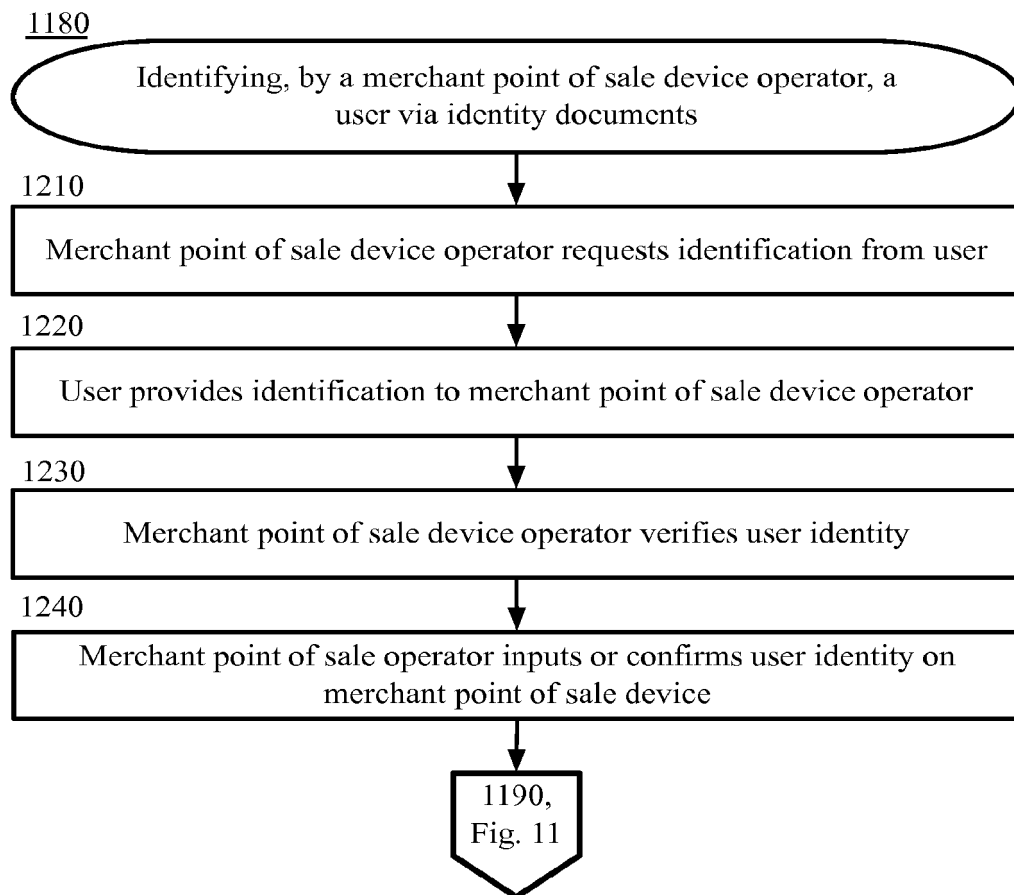 1180
Identifying, by a merchant point of sale device operator, a
user via identity documents
1210
Merchant point of sale device operator requests identification from user
1220
User provides identification to merchant point of sale device operator
1230
Merchant point of sale device operator verifies user identity
1240
Merchant point of sale operator inputs or confirms user identity on
merchant point of sale device
1190,
Fig. 11